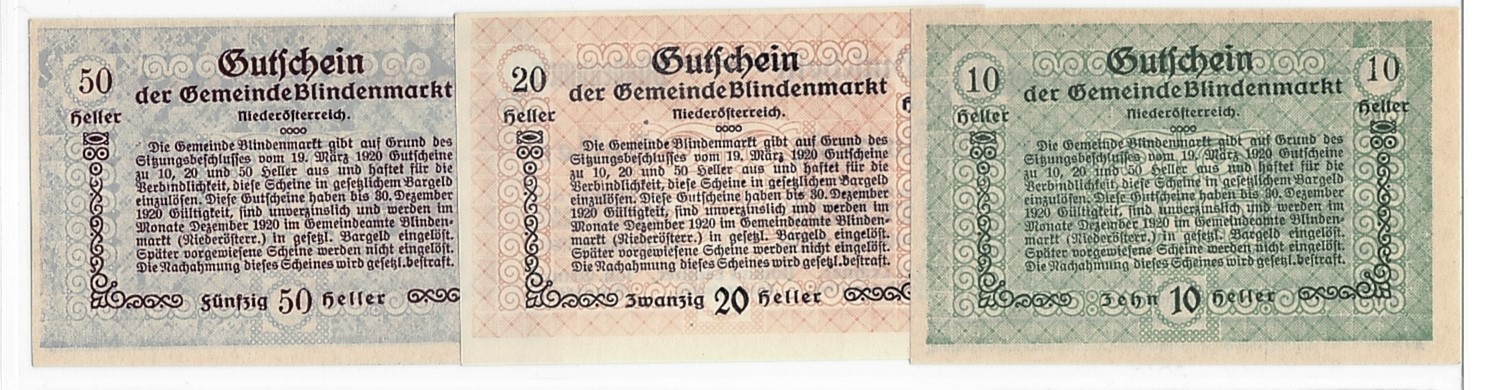 50
Heller
Gutschein
der Gemeinde Blindenmarkt
Niederösterreich.
Die Gemeinde Blindenmarkt gibt auf Grund des
Sitzungsbeschlusses vom 19. März 1920 Gutscheine
zu 10, 20 und 50 Heller aus und haftet für die
Verbindlichkeit, diese Scheine in gesetzlichem Bargeld
einzulösen. Diese Gutscheine haben bis 30. Dezember
1920 Gültigkeit, sind unverzinslich und werden im
Monate Dezember 1920 im Gemeindeamte Blinden-
markt (Niederösterr.) in gesetzl. Bargeld eingelöst.
Später vorgewiesene Scheine werden nicht eingelöst.
Die Nachahmung dieses Scheines wird gesetzl. bestraft.
Fünfzig 50 Heller
20
Heller
Gutschein
der Gemeinde Blindenmarkt
Niederösterreich.
Die Gemeinde Blindenmarkt gibt auf Grund des
Sitzungsbeschlusses vom 19. März 1920 Gutscheine
zu 10, 20 und 50 Heller aus und haftet für die
Verbindlichkeit, diese Scheine in gesetzlichem Bargeld
einzulösen. Diese Gutscheine haben bis 30. Dezember
1920 Gültigkeit, sind unverzinslich und werden im
Monate Dezember 1920 im Gemeindeamte Blinden-
markt (Niederösterr.) in gesetzl. Bargeld eingelöst.
Später vorgewiesene Scheine werden nicht eingelöst.
Die Nachahmung dieses Scheines wird gesetzl. bestraft.
Zwanzig 20 Heller
10
Heller
Gutschein
der Gemeinde Blindenmarkt
Niederösterreich.
10
Heller
Die Gemeinde Blindenmarkt gibt auf Grund des
Sitzungsbeschlusses vom 19. März 1920 Gutscheine
zu 10, 20 und 50 Heller aus und haftet für die
Verbindlichkeit, diese Scheine in gesetzlichem Bargeld
einzulösen. Diese Gutscheine haben bis 30. Dezember
1920 Gültigkeit, sind unverzinslich und werden im
Monate Dezember 1920 im Gemeindeamte Blinden-
markt (Niederösterr.) in gesetzl. Bargeld eingelöst.
Später vorgewiesene Scheine werden nicht eingelöst.
Die Nachahmung dieses Scheines wird gesetzl. bestraft.
Zehn 10 Heller